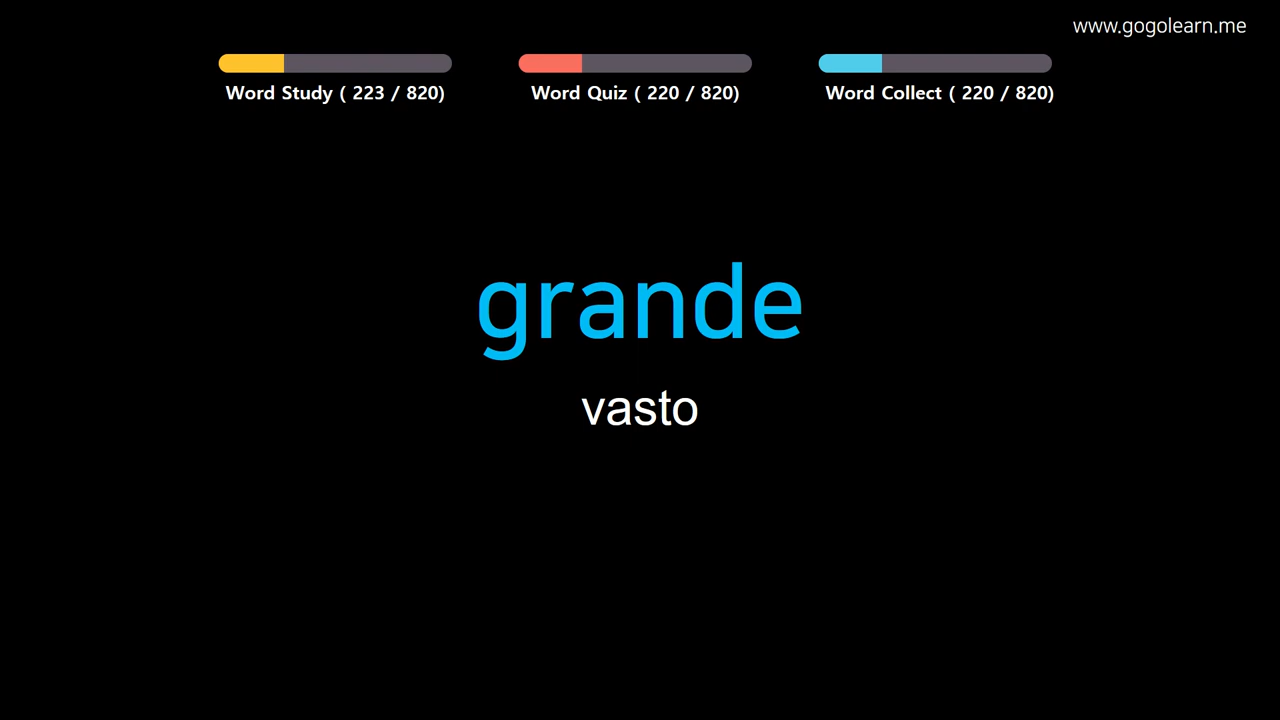 www.gogolearn.me
Word Study ( 223 / 820)
Word Quiz ( 220 / 820)
Word Collect ( 220 / 820)
grande
vasto